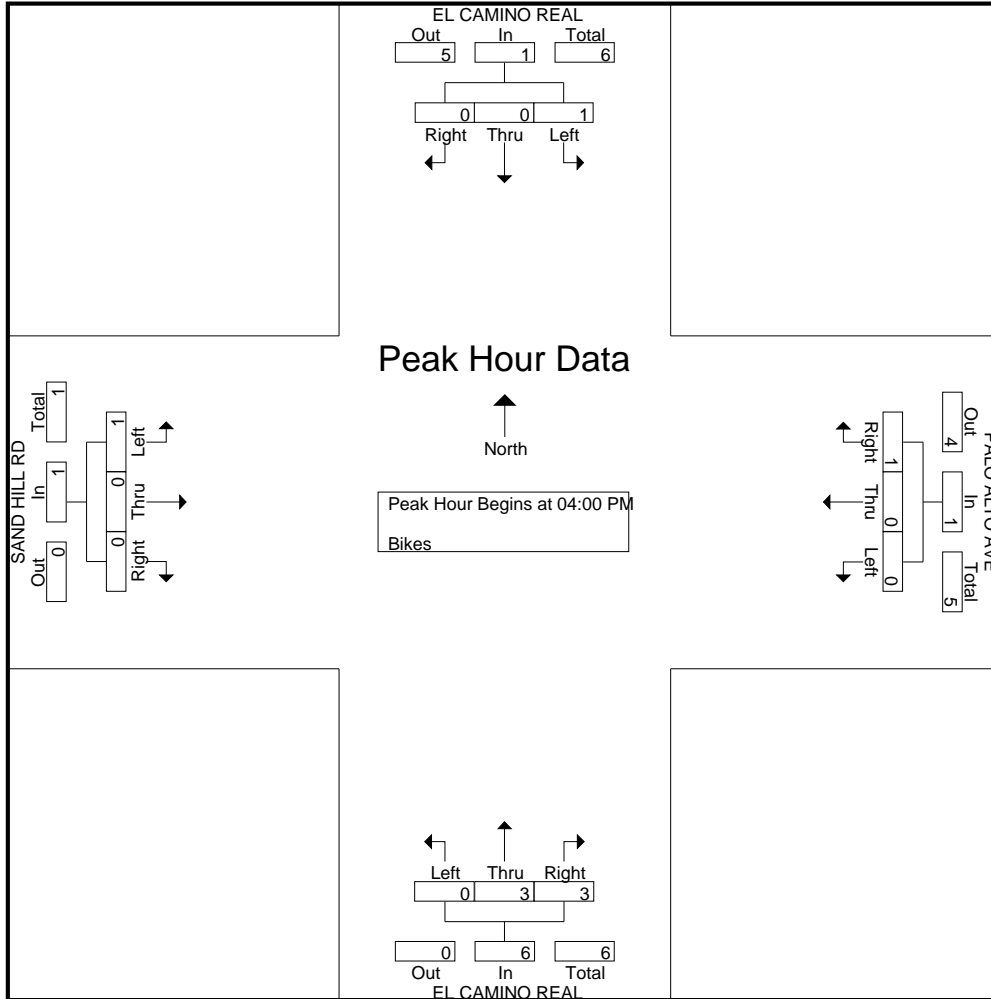 EL CAMINO REAL
Out In Total
5 1 6
0 0 1
Right Thru Left
Peak Hour Data
North
Peak Hour Begins at 04:00 PM
Bikes
SAND HILL RD
Out In Total
0 1 1
1 0 0
Left Thru Right
PALO ALTO AVE
Out In Total
4 1 5
1 0 0
Right Thru Left
Left Thru Right
0 3 3
0 6 6
Out In Total
EL CAMINO REAL